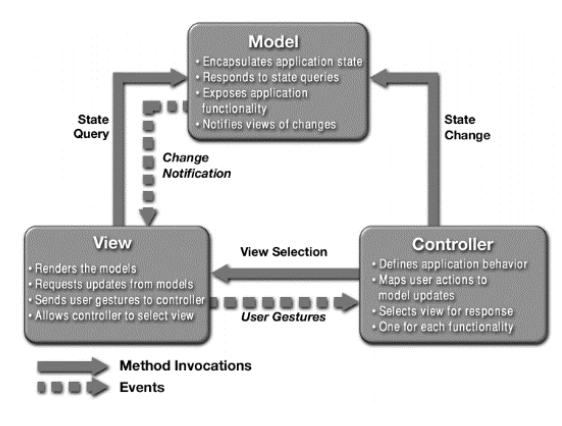 Model
• Encapsulates application state
• Responds to state queries
• Exposes application
functionality
• Notifies views of changes
State
Query
Change
Notification
State
Change
View
• Renders the models
• Requests updates from models
• Sends user gestures to controller
• Allows controller to select view
View Selection
User Gestures
Controller
• Defines application behavior
• Maps user actions to
model updates
• Selects view for response
• One for each functionality
Method Invocations
Events